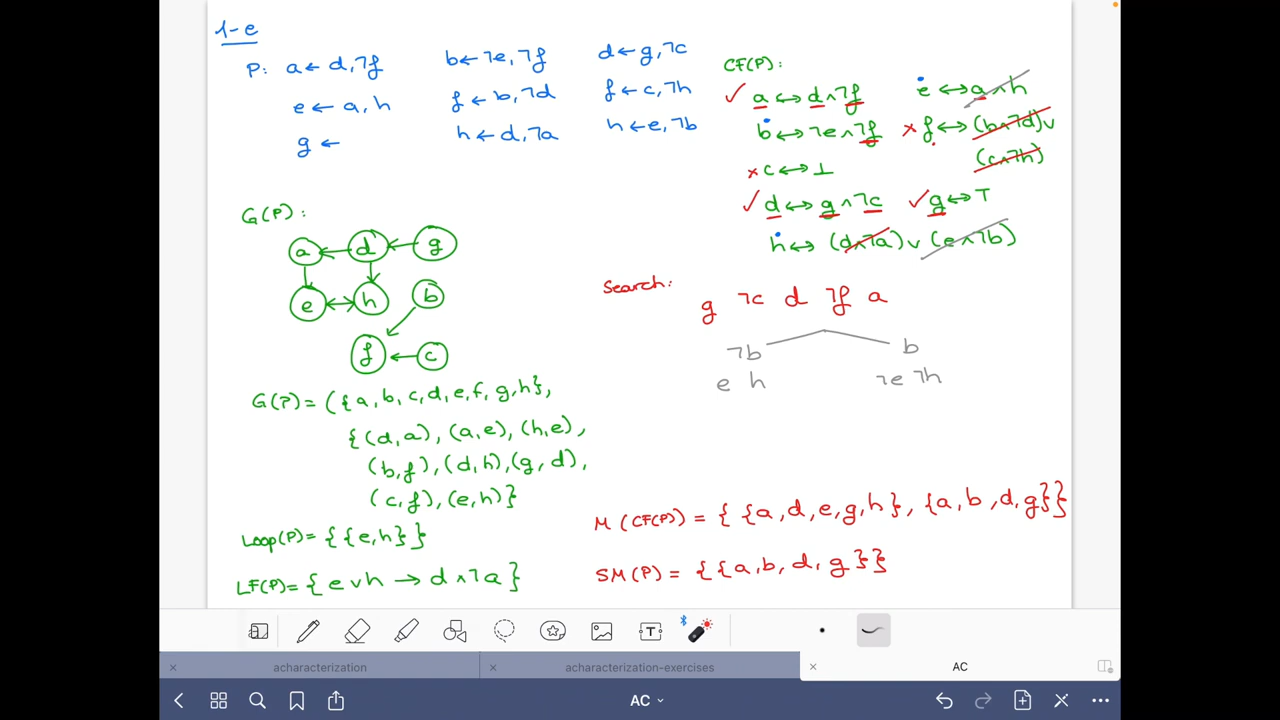 1-e
P: a ← d, ¬f b ← ¬e, ¬f d ← g, ¬c
e ← a, h f ← b, ¬d f ← c, ¬h
g ← h ← d, ¬a h ← e, ¬b
CF(P):
✓ a ↔ d ∧ ¬f e ↔ a ∧ h
b ↔ ¬e ∧ ¬f × f ↔ (b ∧ ¬d) ∨
(c ∧ ¬h)
× c ↔ ⊥
✓ d ↔ g ∧ ¬c ✓ g ↔ ⊤
h ↔ (d ∧ ¬a) ∨ (e ∧ ¬b)
G(P):
a d g
e h b
f c
G(P) = ({a, b, c, d, e, f, g, h},
{(d, a), (a, e), (h, e),
(b, f), (d, h), (g, d),
(c, f), (e, h)}
Loop(P) = {{e, h}}
LF(P) = {e ∨ h → d ∧ ¬a}
Search:
g ¬c d ¬f a
¬b b
e h ¬e ¬h
M(CF(P)) = {{a, d, e, g, h}, {a, b, d, g}}
SM(P) = {{a, b, d, g}}
T
acharacterization
acharacterization-exercises
AC
AC